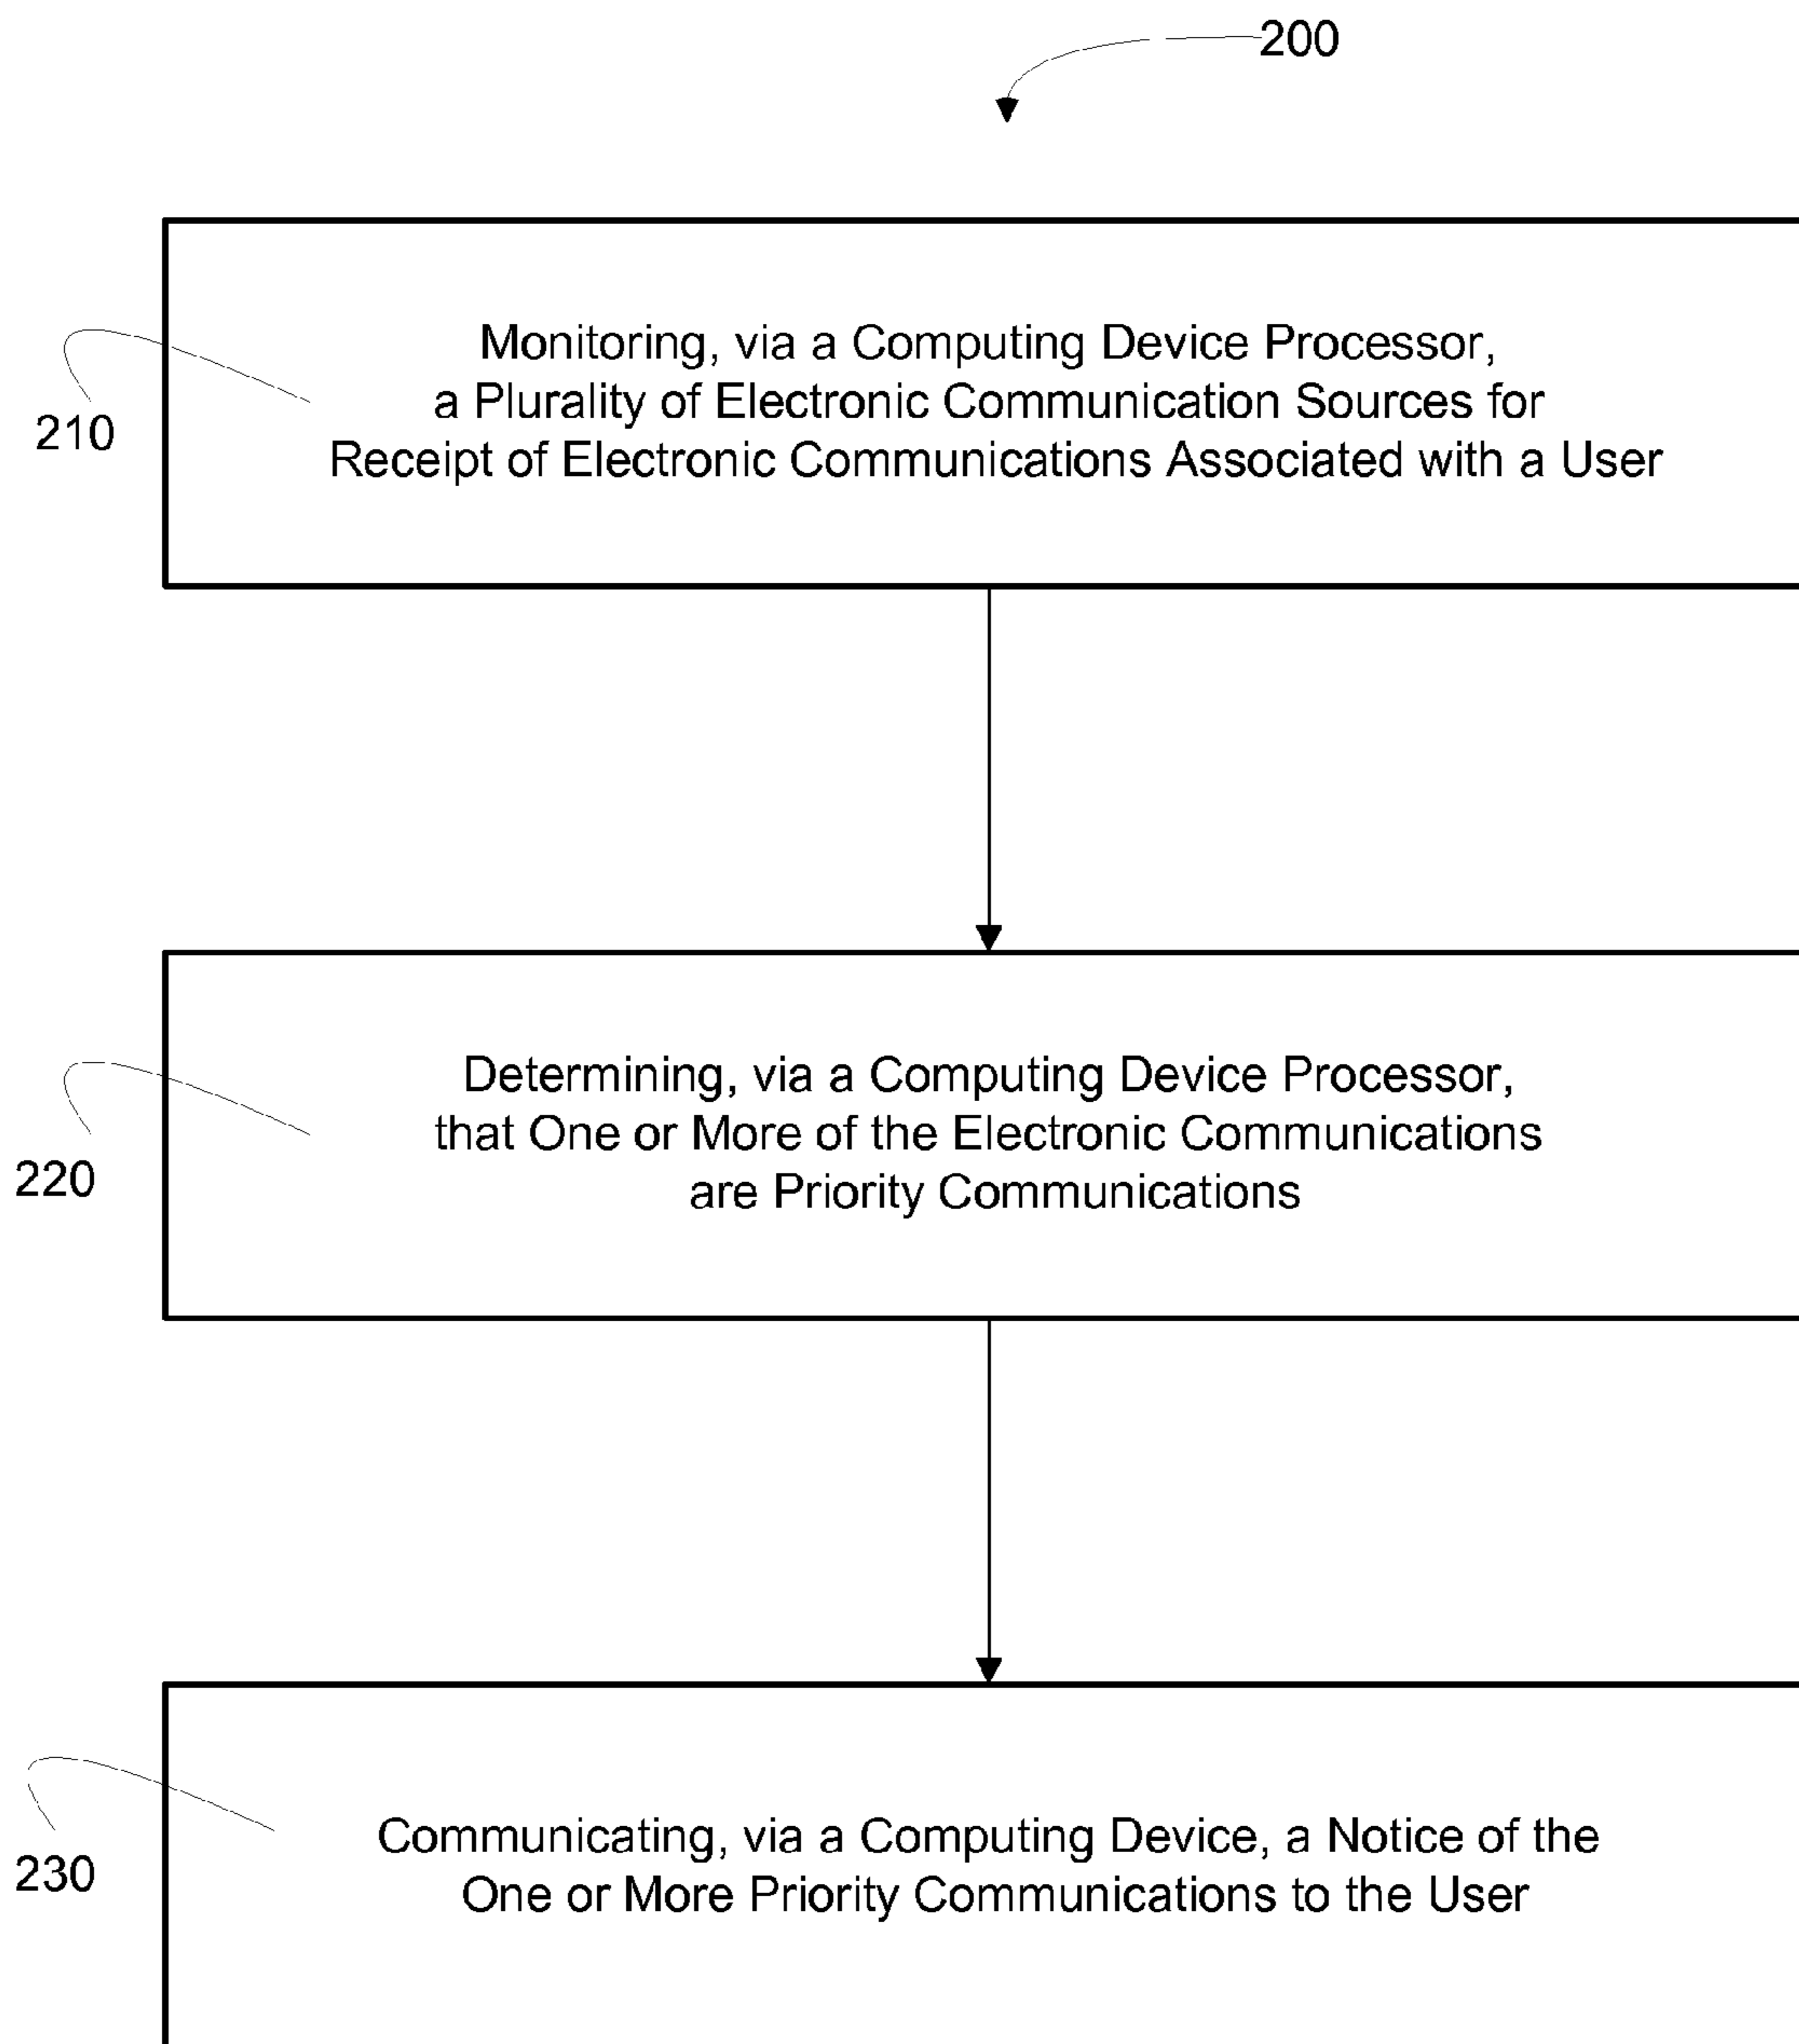 200
Monitoring, via a Computing Device Processor,
a Plurality of Electronic Communication Sources for
Receipt of Electronic Communications Associated with a User
210
Determining, via a Computing Device Processor,
that One or More of the Electronic Communications
are Priority Communications
220
Communicating, via a Computing Device, a Notice of the
One or More Priority Communications to the User
230